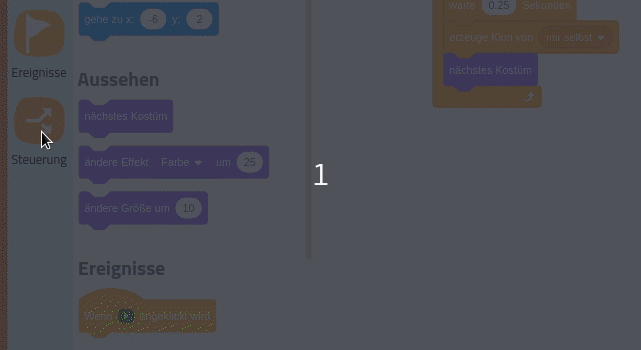 gehe zu x: -6 y: 2
Ereignisse
Aussehen
nächstes Kostüm
Steuerung
ändere Effekt Farbe um 25
ändere Größe um 10
Ereignisse
Wenn angeklickt wird
warte 0.25 Sekunden
erzeuge Klon von mir selbst
nächstes Kostüm
1